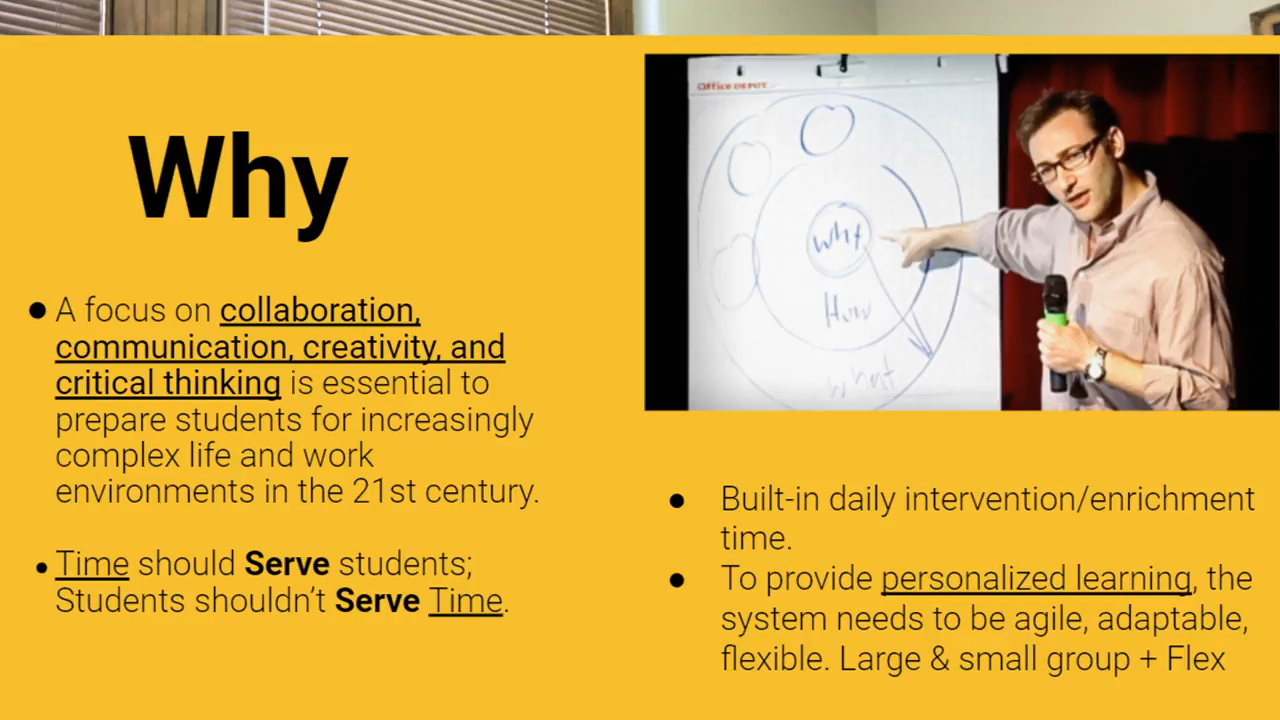 Why
A focus on collaboration,
communication, creativity, and
critical thinking is essential to
prepare students for increasingly
complex life and work
environments in the 21st century.
Time should Serve students;
Students shouldn't Serve Time.
Office DEPOT
Why
How
What
Built-in daily intervention/enrichment
time.
To provide personalized learning, the
system needs to be agile, adaptable,
flexible. Large & small group + Flex